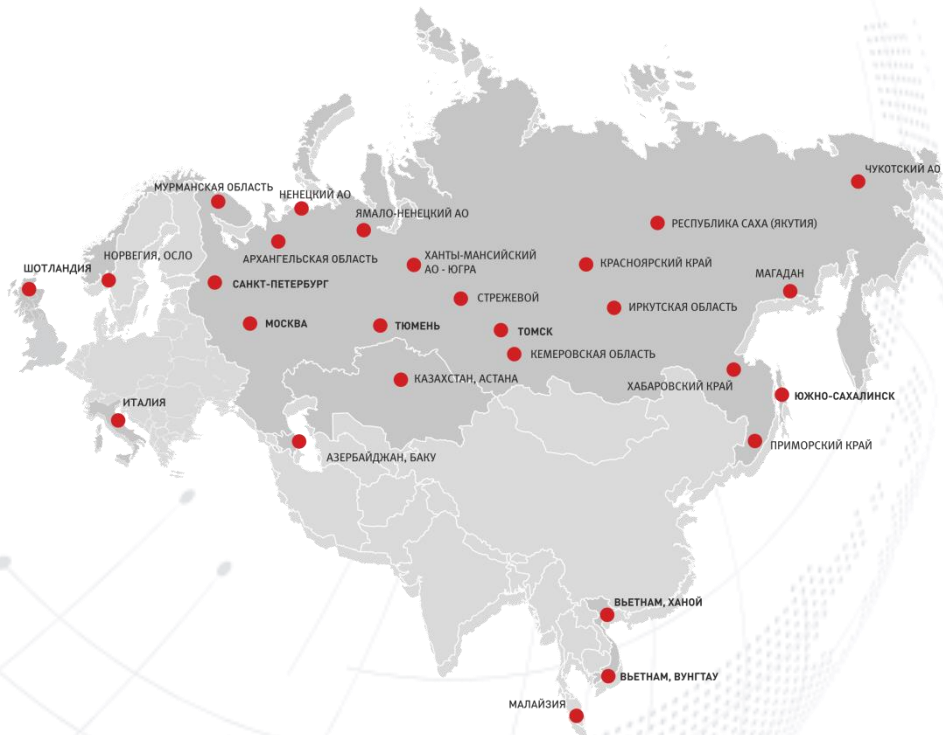 ЧУКОТСКИЙ АО
МУРМАНСКАЯ ОБЛАСТЬ
НЕНЕЦКИЙ АО
ЯМАЛО-НЕНЕЦКИЙ АО
РЕСПУБЛИКА САХА (ЯКУТИЯ)
НОРВЕГИЯ, ОСЛО
АРХАНГЕЛЬСКАЯ ОБЛАСТЬ
ХАНТЫ-МАНСИЙСКИЙ
АО - ЮГРА
КРАСНОЯРСКИЙ КРАЙ
ШОТЛАНДИЯ
МАГАДАН
САНКТ-ПЕТЕРБУРГ
СТРЕЖЕВОЙ
ИРКУТСКАЯ ОБЛАСТЬ
МОСКВА
ТЮМЕНЬ
ТОМСК
КЕМЕРОВСКАЯ ОБЛАСТЬ
КАЗАХСТАН, АСТАНА
ХАБАРОВСКИЙ КРАЙ
ЮЖНО-САХАЛИНСК
ИТАЛИЯ
ПРИМОРСКИЙ КРАЙ
АЗЕРБАЙДЖАН, БАКУ
ВЬЕТНАМ, ХАНОЙ
ВЬЕТНАМ, ВУНГТАУ
МАЛАЙЗИЯ